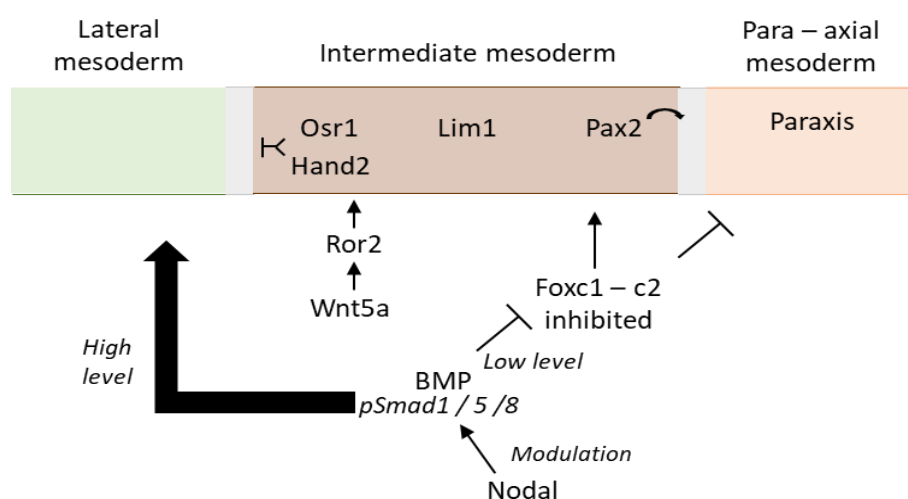 Lateral
mesoderm
Intermediate mesoderm
Para – axial
mesoderm
Osr1
Hand2
Lim1
Pax2
Paraxis
Ror2
Wnt5a
Foxc1 – c2
inhibited
High
level
Low level
BMP
pSmad1 / 5 /8
Modulation
Nodal